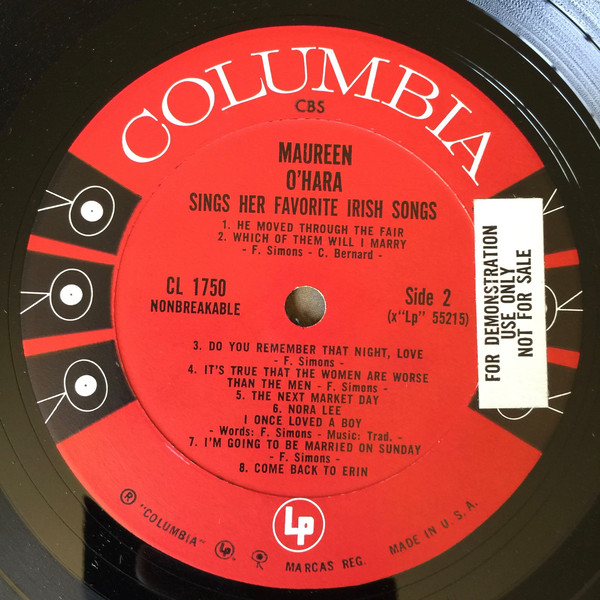 COLUMBIA
CBS
MAUREEN
O'HARA
SINGS HER FAVORITE IRISH SONGS
1. HE MOVED THROUGH THE FAIR
2. WHICH OF THEM WILL I MARRY
- F. Simons - C. Bernard -
CL 1750
NONBREAKABLE
Side 2
(x"Lp" 55215)
FOR DEMONSTRATION
USE ONLY
NOT FOR SALE
3. DO YOU REMEMBER THAT NIGHT, LOVE
- F. Simons -
4. IT'S TRUE THAT THE WOMEN ARE WORSE
THAN THE MEN - F. Simons -
5. THE NEXT MARKET DAY
6. NORA LEE
I ONCE LOVED A BOY
- Words: F. Simons - Music: Trad. -
7. I'M GOING TO BE MARRIED ON SUNDAY
- F. Simons -
8. COME BACK TO ERIN
Lp
® "COLUMBIA" Lp ® MARCAS REG. MADE IN U.S.A.